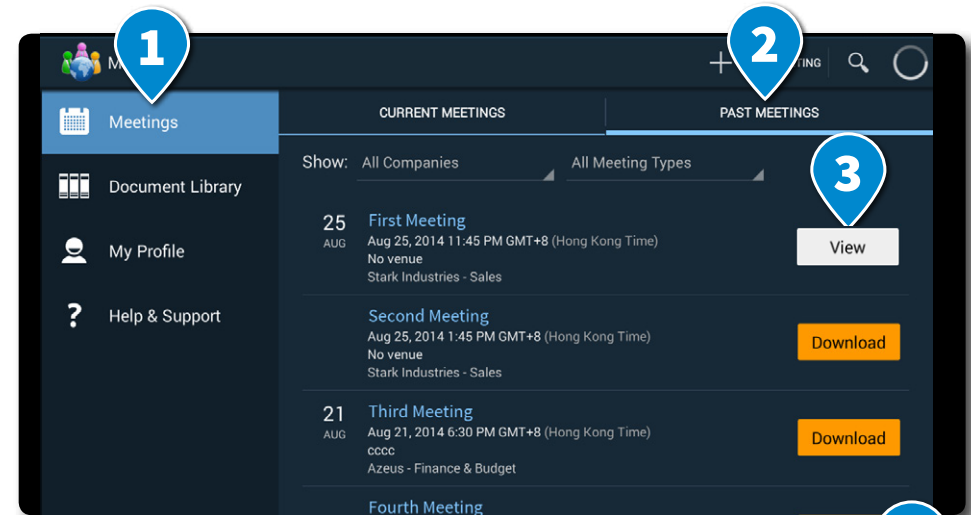 1
2
M
TING
Meetings
CURRENT MEETINGS
PAST MEETINGS
Show: All Companies
All Meeting Types
3
Document Library
25
AUG
First Meeting
Aug 25, 2014 11:45 PM GMT+8 (Hong Kong Time)
No venue
Stark Industries - Sales
View
My Profile
? Help & Support
Second Meeting
Aug 25, 2014 1:45 PM GMT+8 (Hong Kong Time)
No venue
Stark Industries - Sales
Download
21
AUG
Third Meeting
Aug 21, 2014 6:30 PM GMT+8 (Hong Kong Time)
cccc
Azeus - Finance & Budget
Download
Fourth Meeting